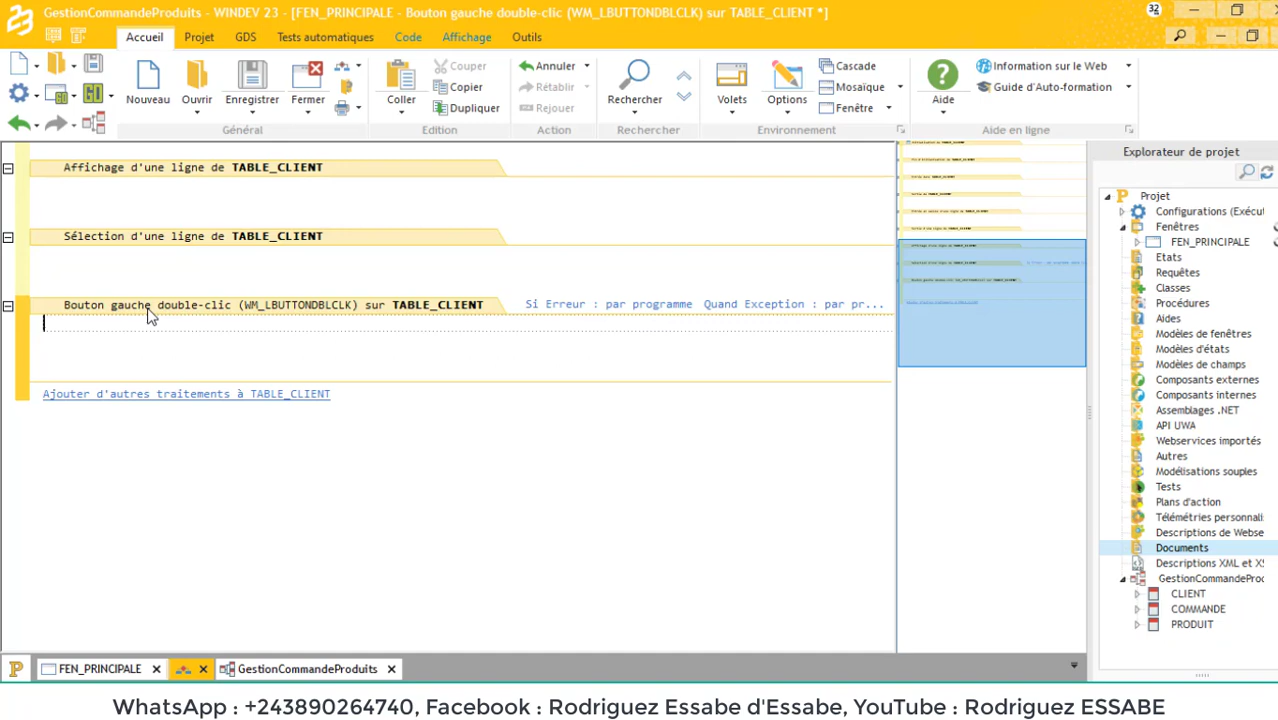 GestionCommandeProduits - WINDEV 23 - [FEN_PRINCIPALE - Bouton gauche double-clic (WM_LBUTTONDBLCLK) sur TABLE_CLIENT *]
32
Accueil Projet GDS Tests automatiques Code Affichage Outils
Nouveau Ouvrir Enregistrer Fermer
Général
Coller
Couper
Copier
Dupliquer
Edition
Annuler
Rétablir
Rejouer
Action
Rechercher
Rechercher
Volets Options
Cascade
Mosaïque
Fenêtre
Environnement
Aide
Information sur le Web
Guide d'Auto-formation
Aide en ligne
Affichage d'une ligne de TABLE_CLIENT
Sélection d'une ligne de TABLE_CLIENT
Bouton gauche double-clic (WM_LBUTTONDBLCLK) sur TABLE_CLIENT Si Erreur : par programme Quand Exception : par pr...
Ajouter d'autres traitements à TABLE_CLIENT
Explorateur de projet
Projet
Configurations (Exécut
Fenêtres
FEN_PRINCIPALE
Etats
Requêtes
Classes
Procédures
Aides
Modèles de fenêtres
Modèles d'états
Modèles de champs
Composants externes
Composants internes
Assemblages .NET
API UWA
Webservices importés
Autres
Modélisations souples
Tests
Plans d'action
Télémétries personnali
Descriptions de Webse
Documents
Descriptions XML et XS
GestionCommandeProd
CLIENT
COMMANDE
PRODUIT
FEN_PRINCIPALE GestionCommandeProduits
WhatsApp : +243890264740, Facebook : Rodriguez Essabe d'Essabe, YouTube : Rodriguez ESSABE